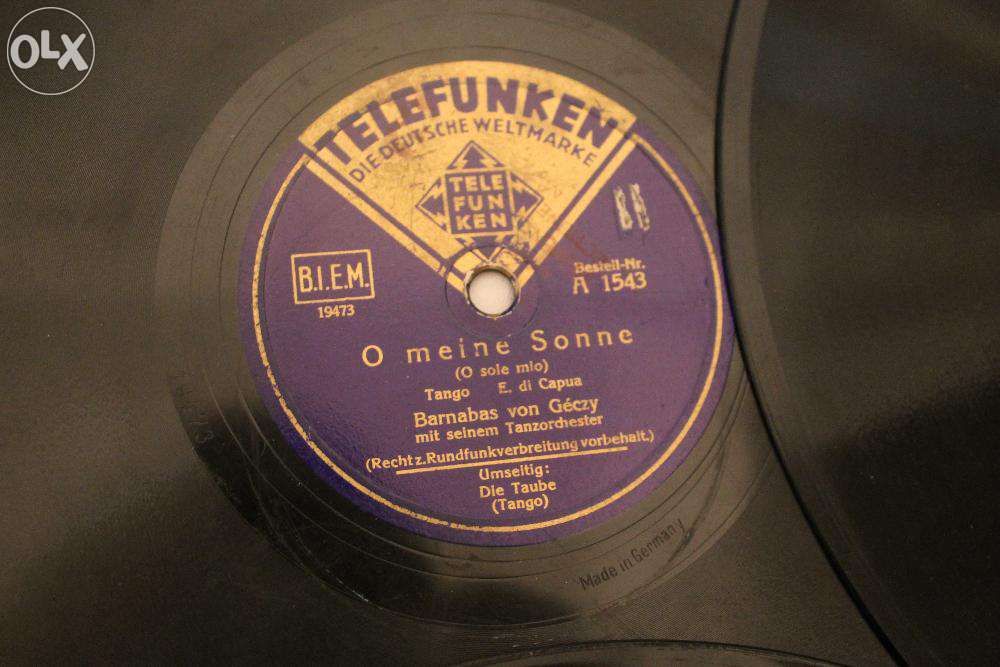 OLX
TELEFUNKEN
DIE DEUTSCHE WELTMARKE
TELE
FUN
KEN
B.I.E.M.
19473
Bestell-Nr.
A 1543
O meine Sonne
(O sole mio)
Tango E. di Capua
Barnabas von Géczy
mit seinem Tanzorchester
(Recht z. Rundfunkverbreitung vorbehalt.)
Umseitig:
Die Taube
(Tango)
Made in Germany